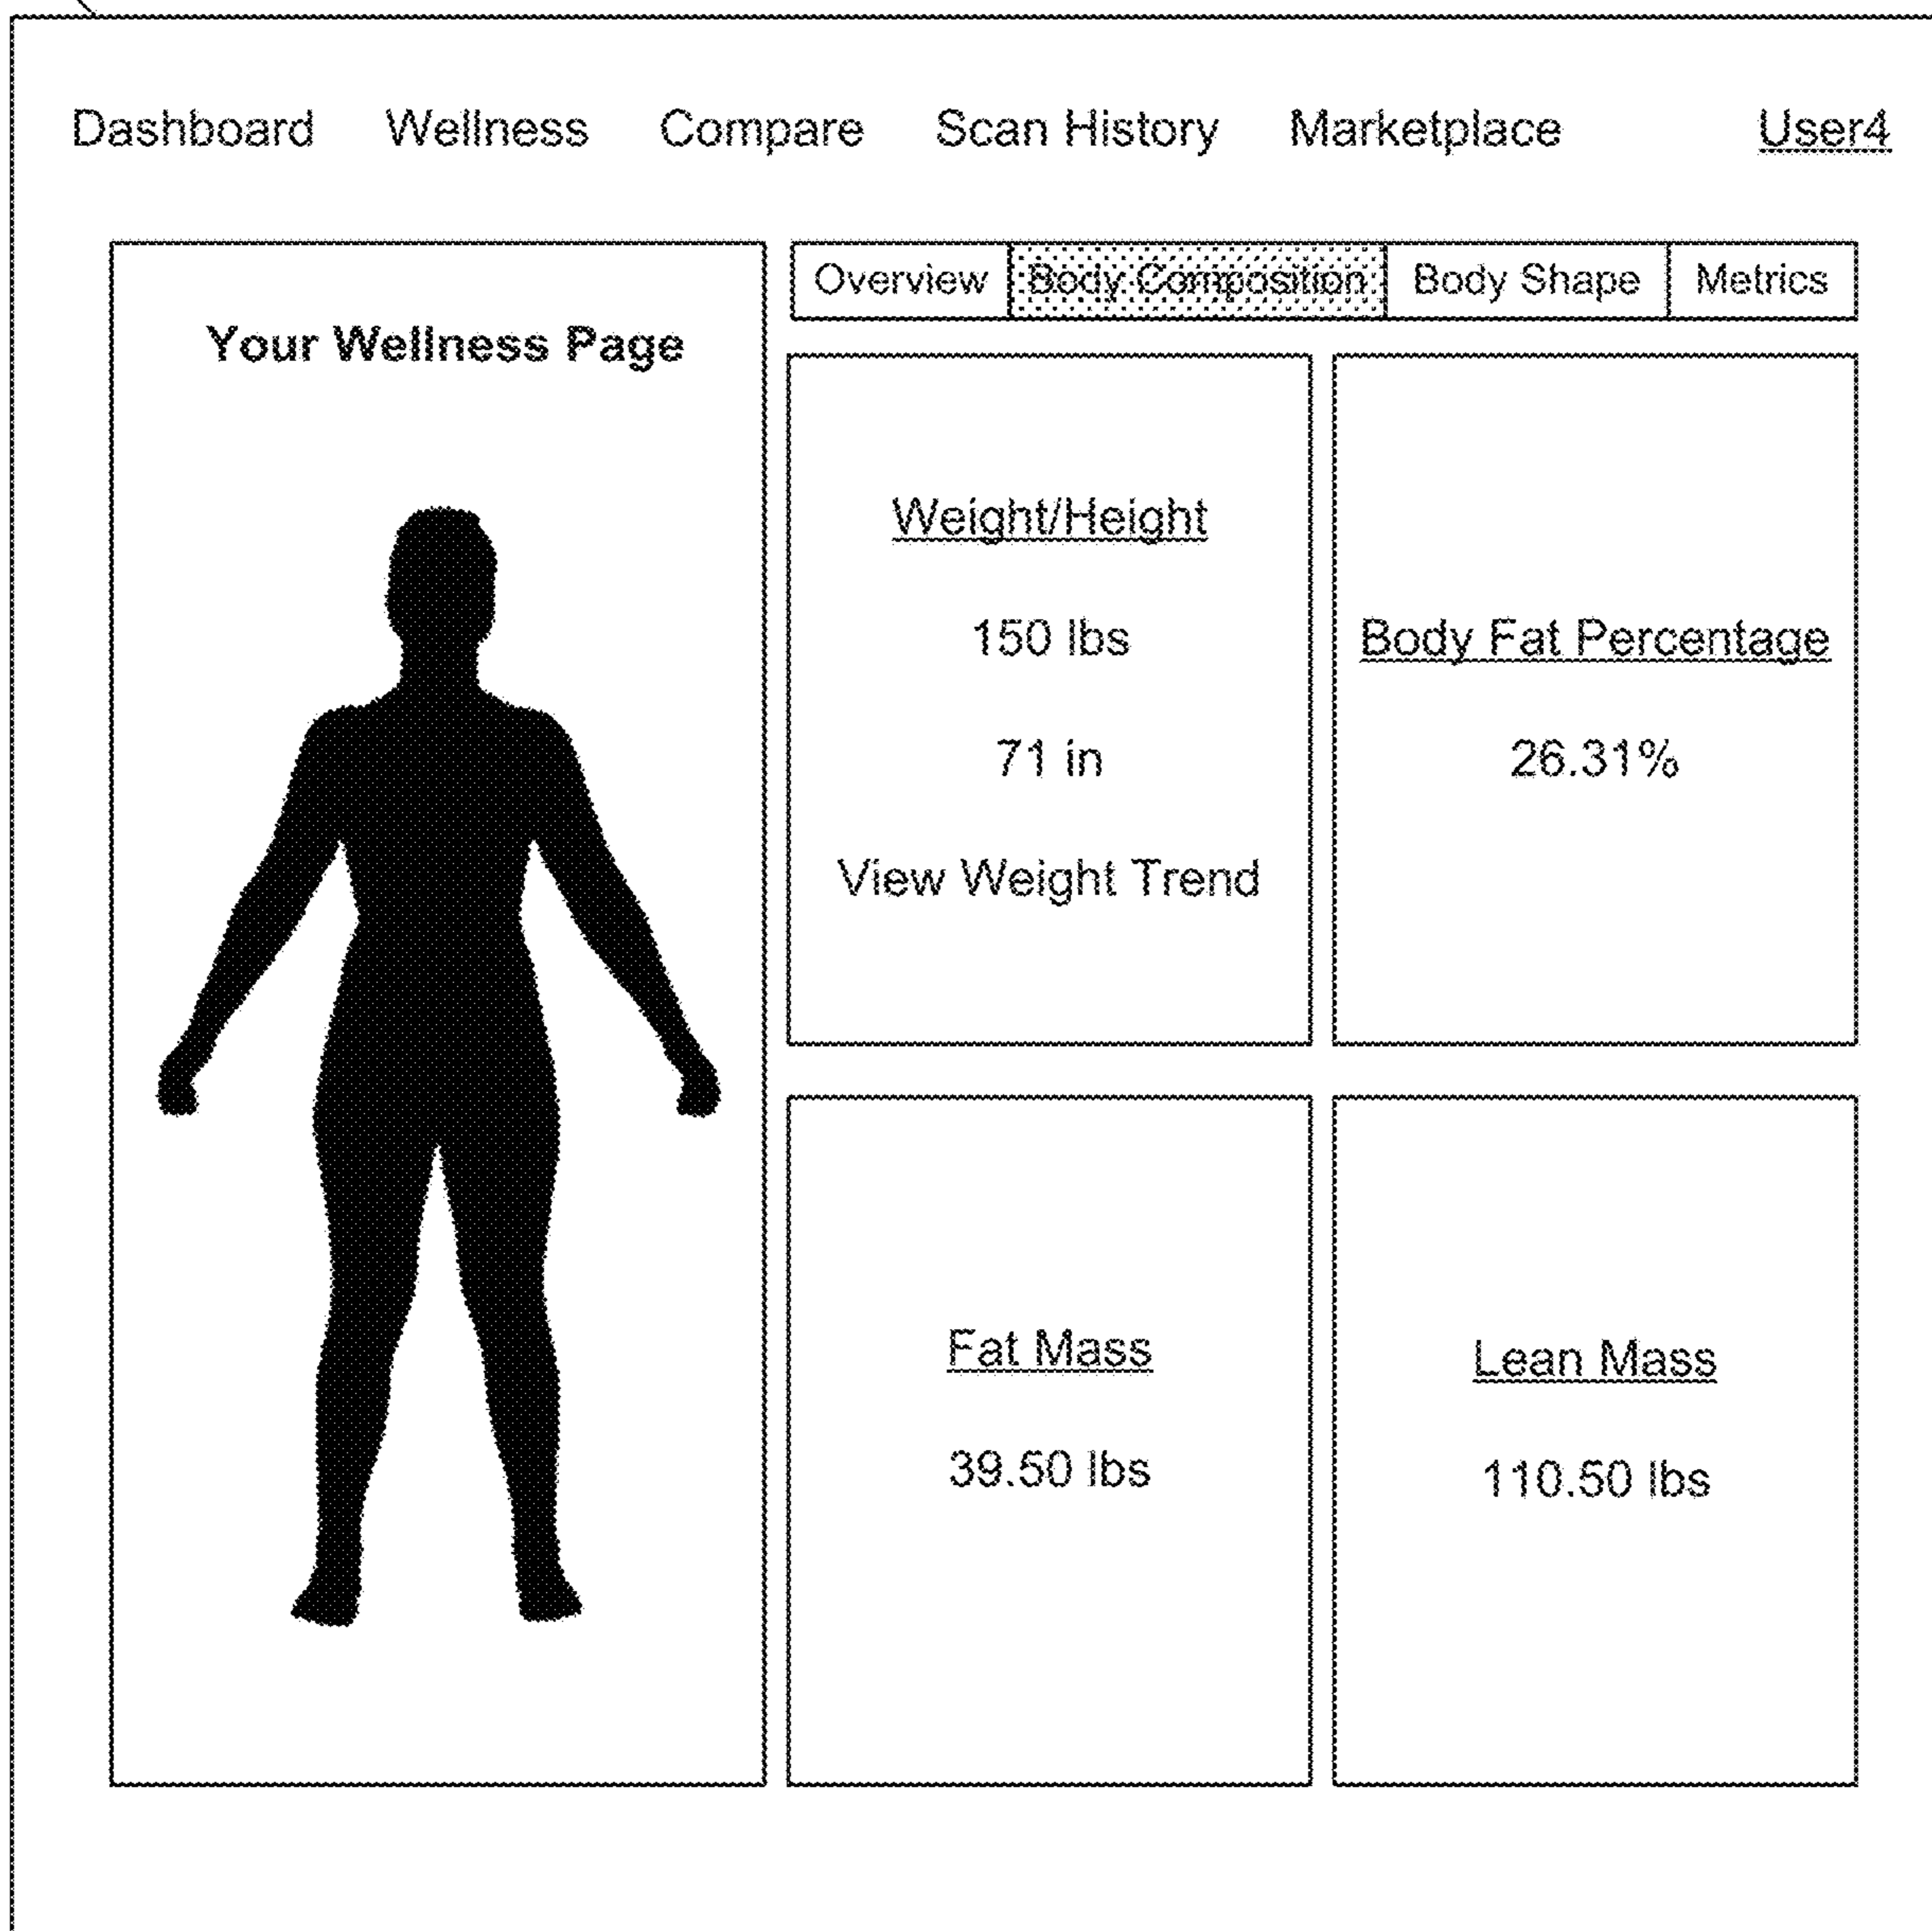 Dashboard Wellness Compare Scan History Marketplace User4
Your Wellness Page
Overview Body Composition Body Shape Metrics
Weight/Height
150 lbs
71 in
View Weight Trend
Body Fat Percentage
26.31%
Fat Mass
39.50 lbs
Lean Mass
110.50 lbs